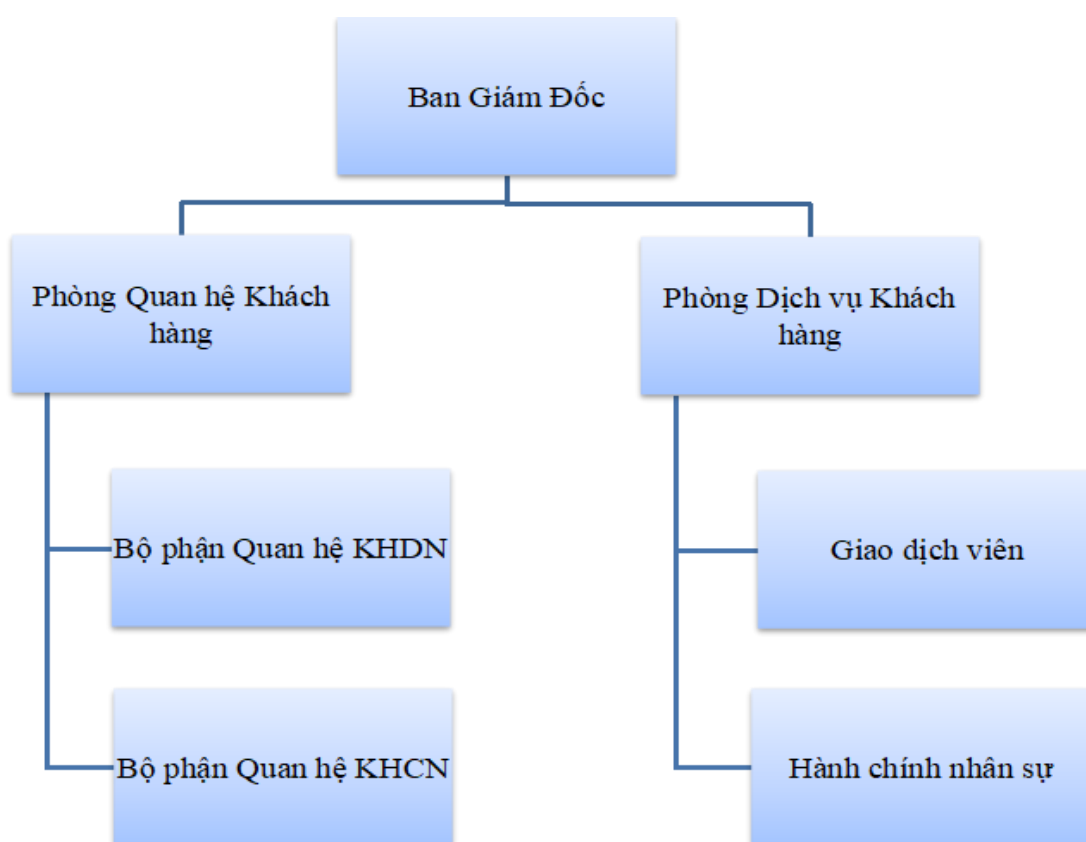 Ban Giám Đốc
Phòng Quan hệ Khách
hàng
Phòng Dịch vụ Khách
hàng
Bộ phận Quan hệ KHDN
Giao dịch viên
Bộ phận Quan hệ KHCN
Hành chính nhân sự